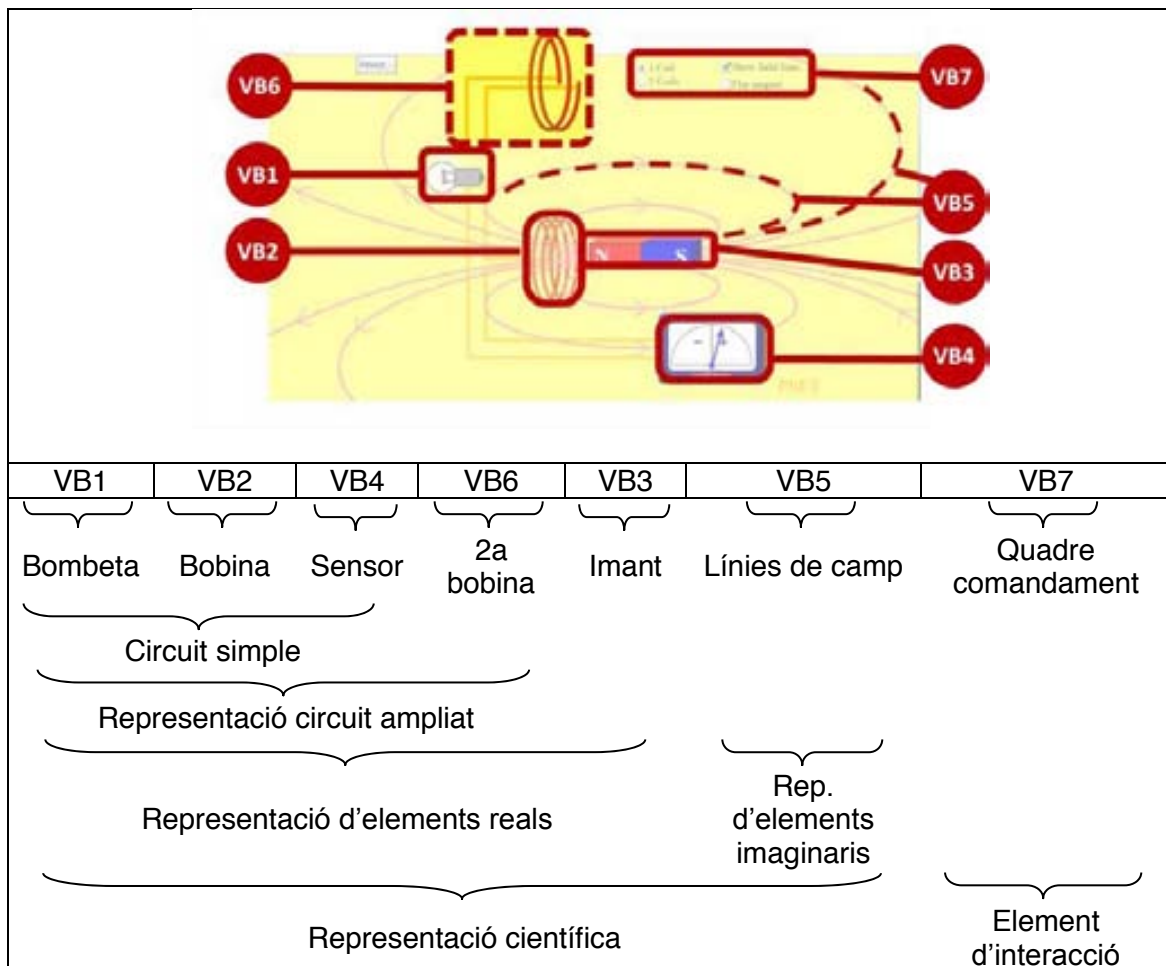 VB6
VB7
VB1
VB5
VB2
N S
VB3
VB4
VB1 VB2 VB4 VB6 VB3 VB5 VB7
Bombeta Bobina Sensor 2a bobina Imant Línies de camp Quadre comandament
Circuit simple
Representació circuit ampliat
Representació d’elements reals
Rep. d’elements imaginaris
Representació científica
Element d’interacció